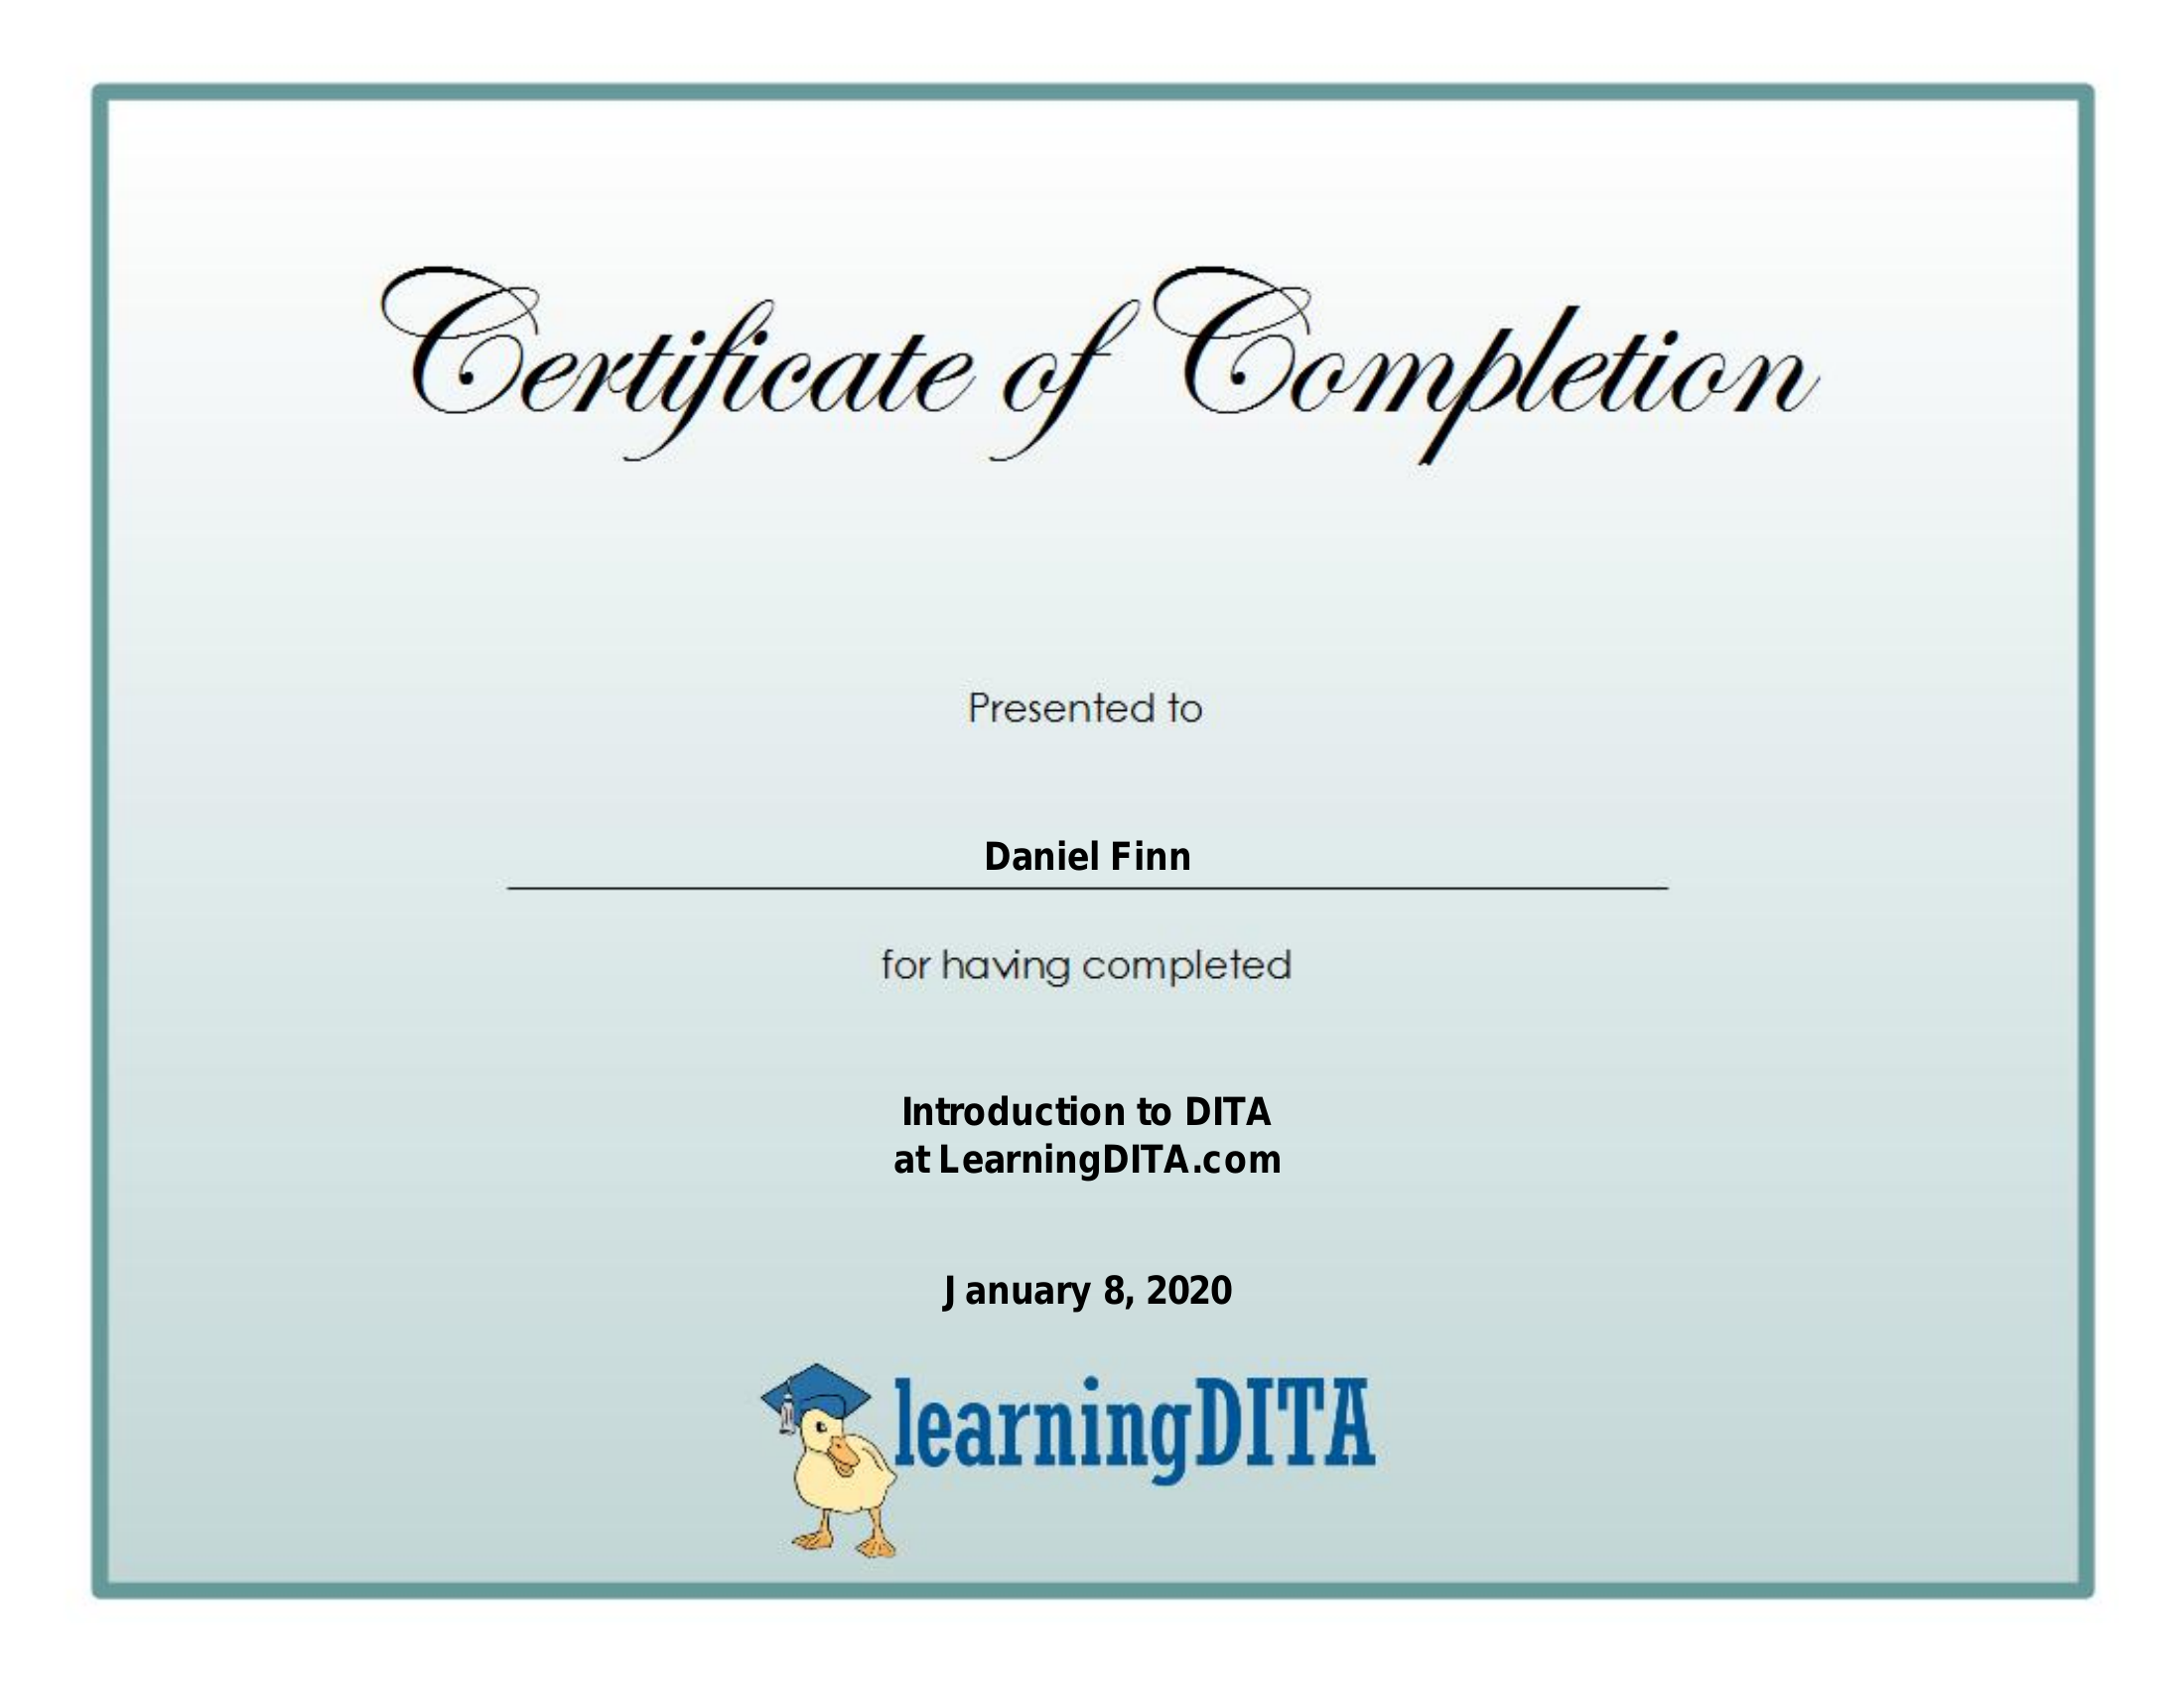 Certificate of Completion
Presented to
Daniel Finn
for having completed
Introduction to DITA
at LearningDITA.com
January 8, 2020
learningDITA